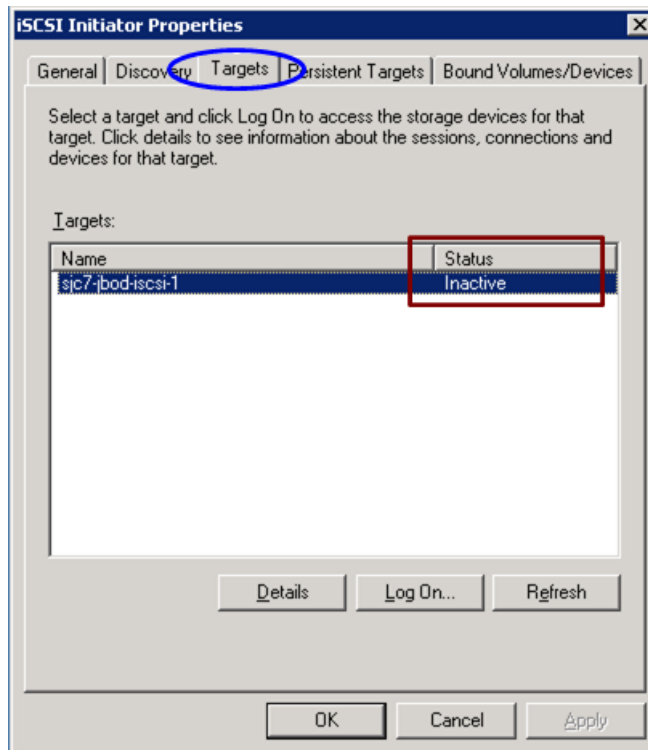 iSCSI Initiator Properties
General Discovery Targets Persistent Targets Bound Volumes/Devices
Select a target and click Log On to access the storage devices for that
target. Click details to see information about the sessions, connections and
devices for that target.
Targets:
Name Status
sjc7-jbod-iscsi-1 Inactive
Details Log On... Refresh
OK Cancel Apply